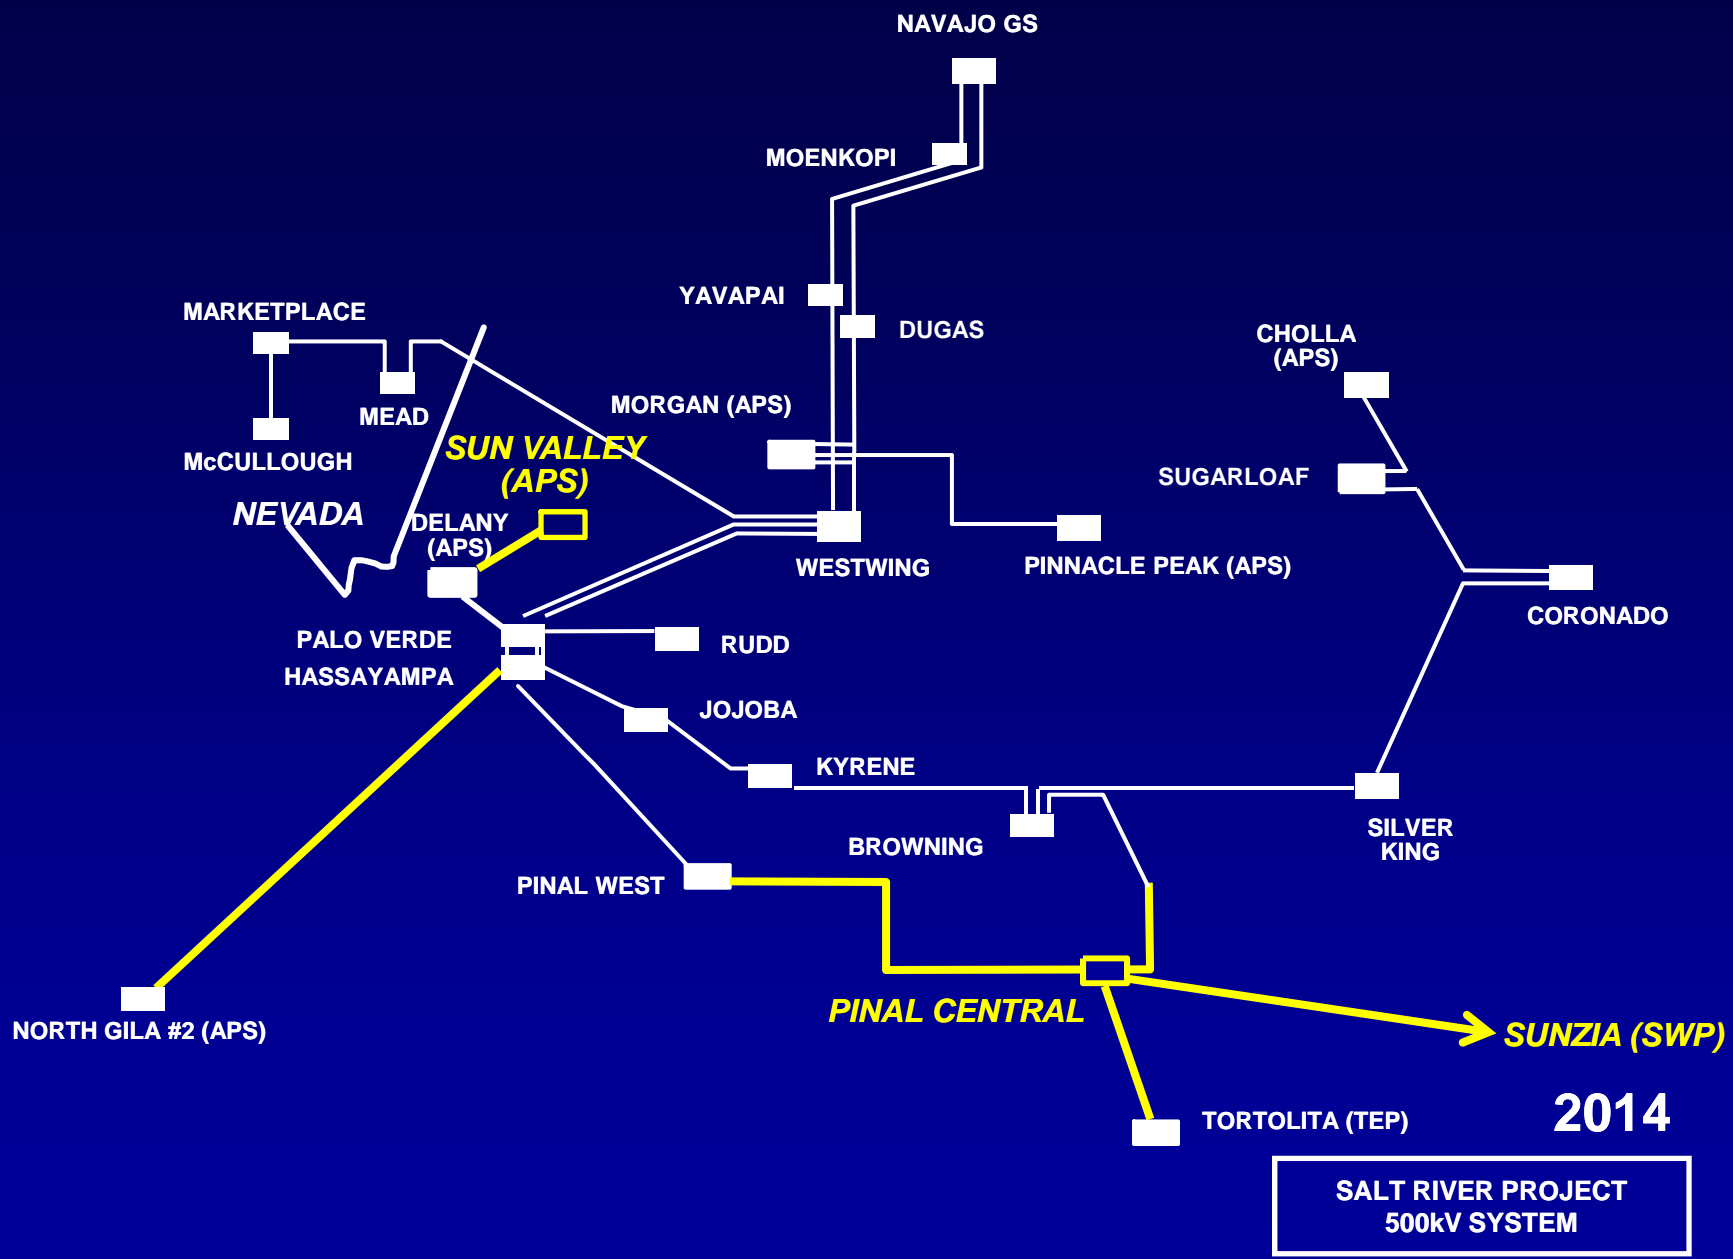 NAVAJO GS
MOENKOPI
YAVAPAI
MARKETPLACE
DUGAS
CHOLLA
(APS)
MORGAN (APS)
MEAD
SUN VALLEY
(APS)
McCULLOUGH
SUGARLOAF
NEVADA
DELANY
(APS)
WESTWING
PINNACLE PEAK (APS)
CORONADO
PALO VERDE
RUDD
HASSAYAMPA
JOJOBA
KYRENE
BROWNING
SILVER
KING
PINAL WEST
PINAL CENTRAL
NORTH GILA #2 (APS)
SUNZIA (SWP)
TORTOLITA (TEP)
2014
SALT RIVER PROJECT
500kV SYSTEM